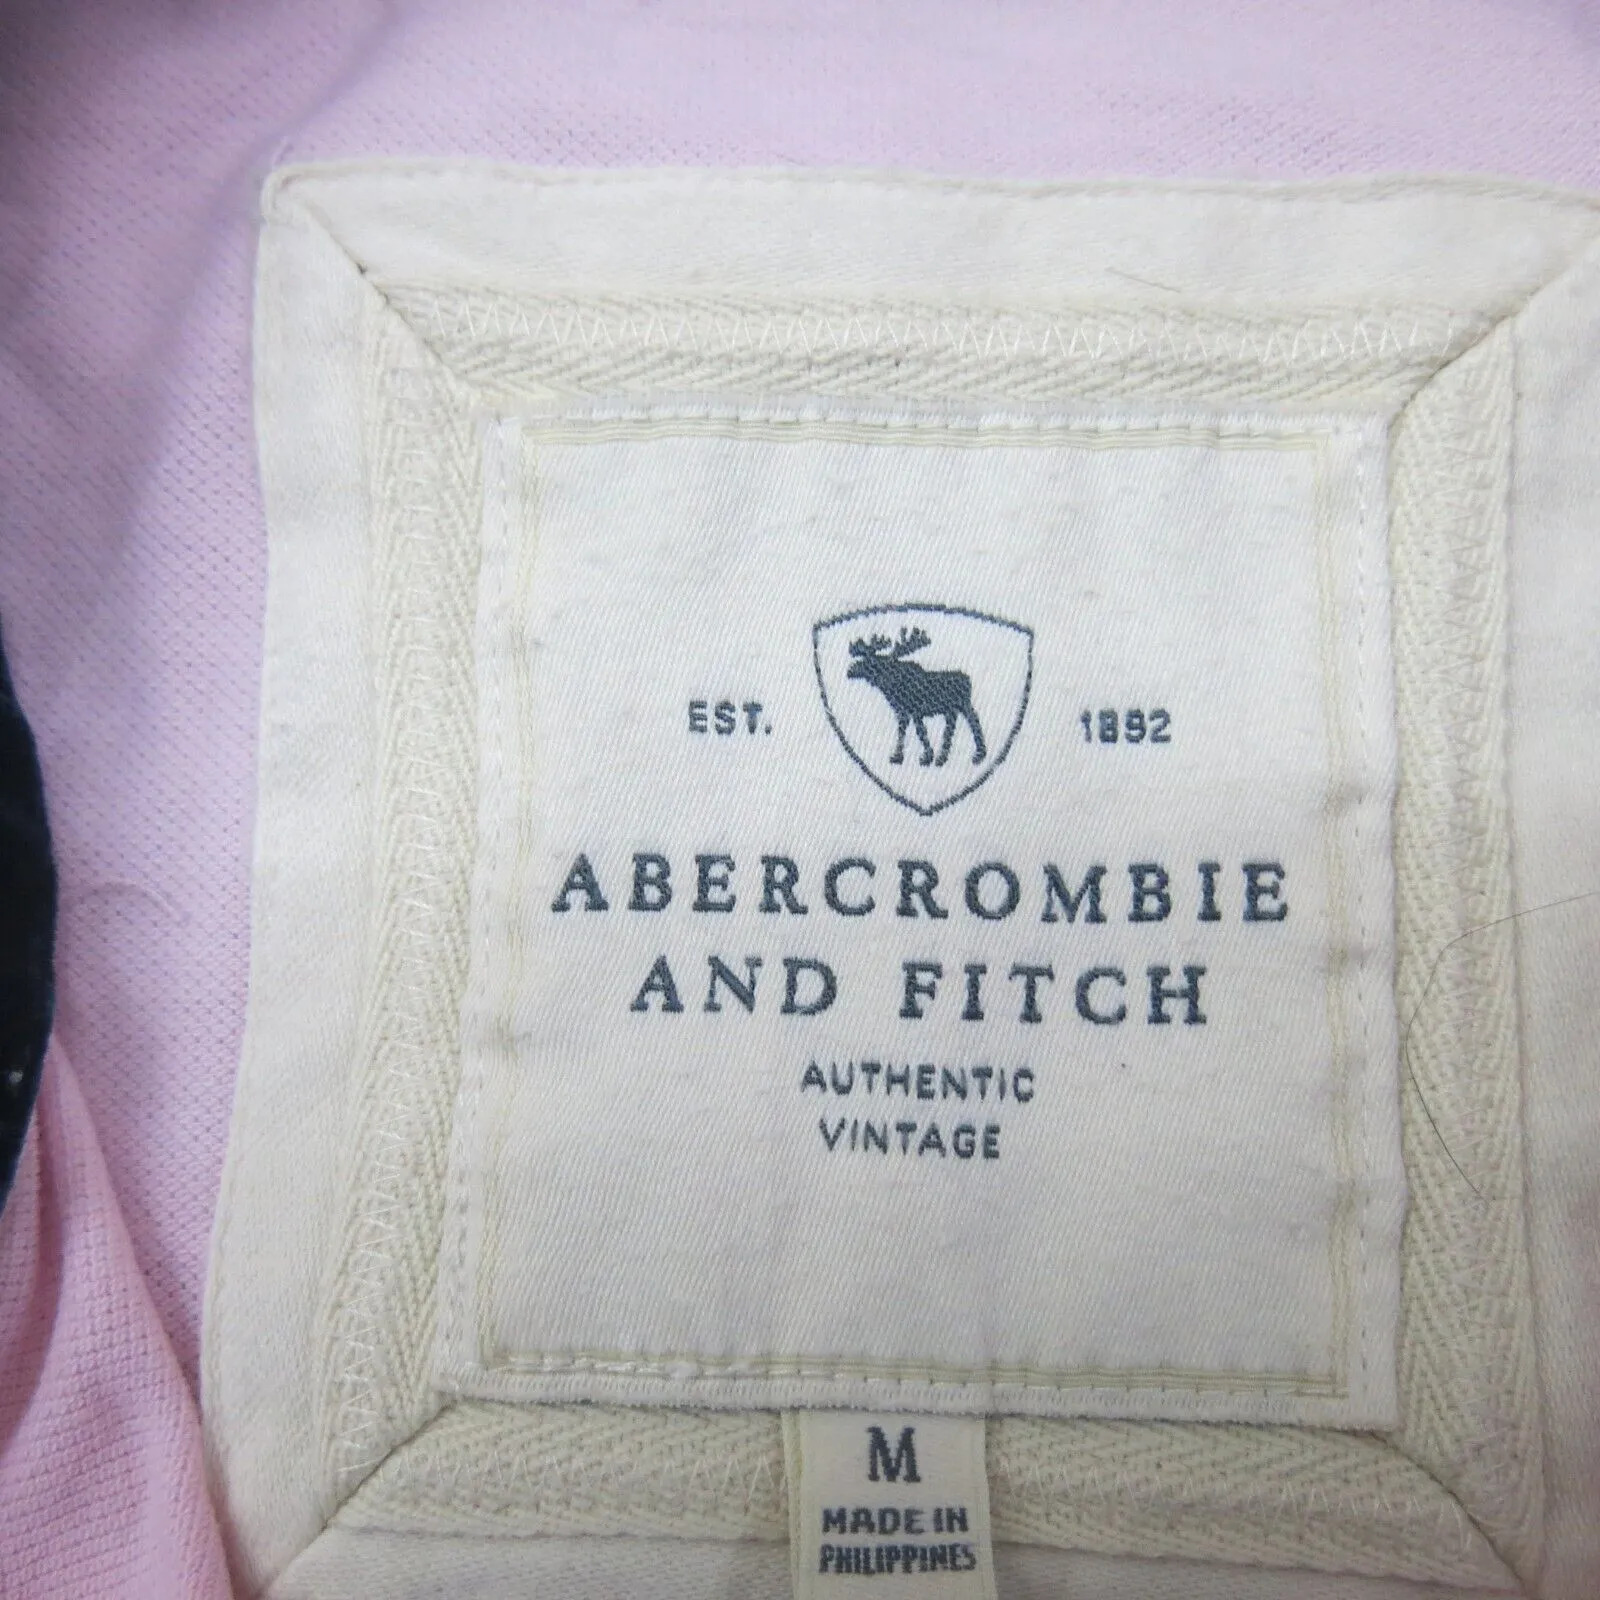 EST. 1892
ABERCROMBIE
AND FITCH
AUTHENTIC
VINTAGE
M
MADE IN
PHILIPPINES